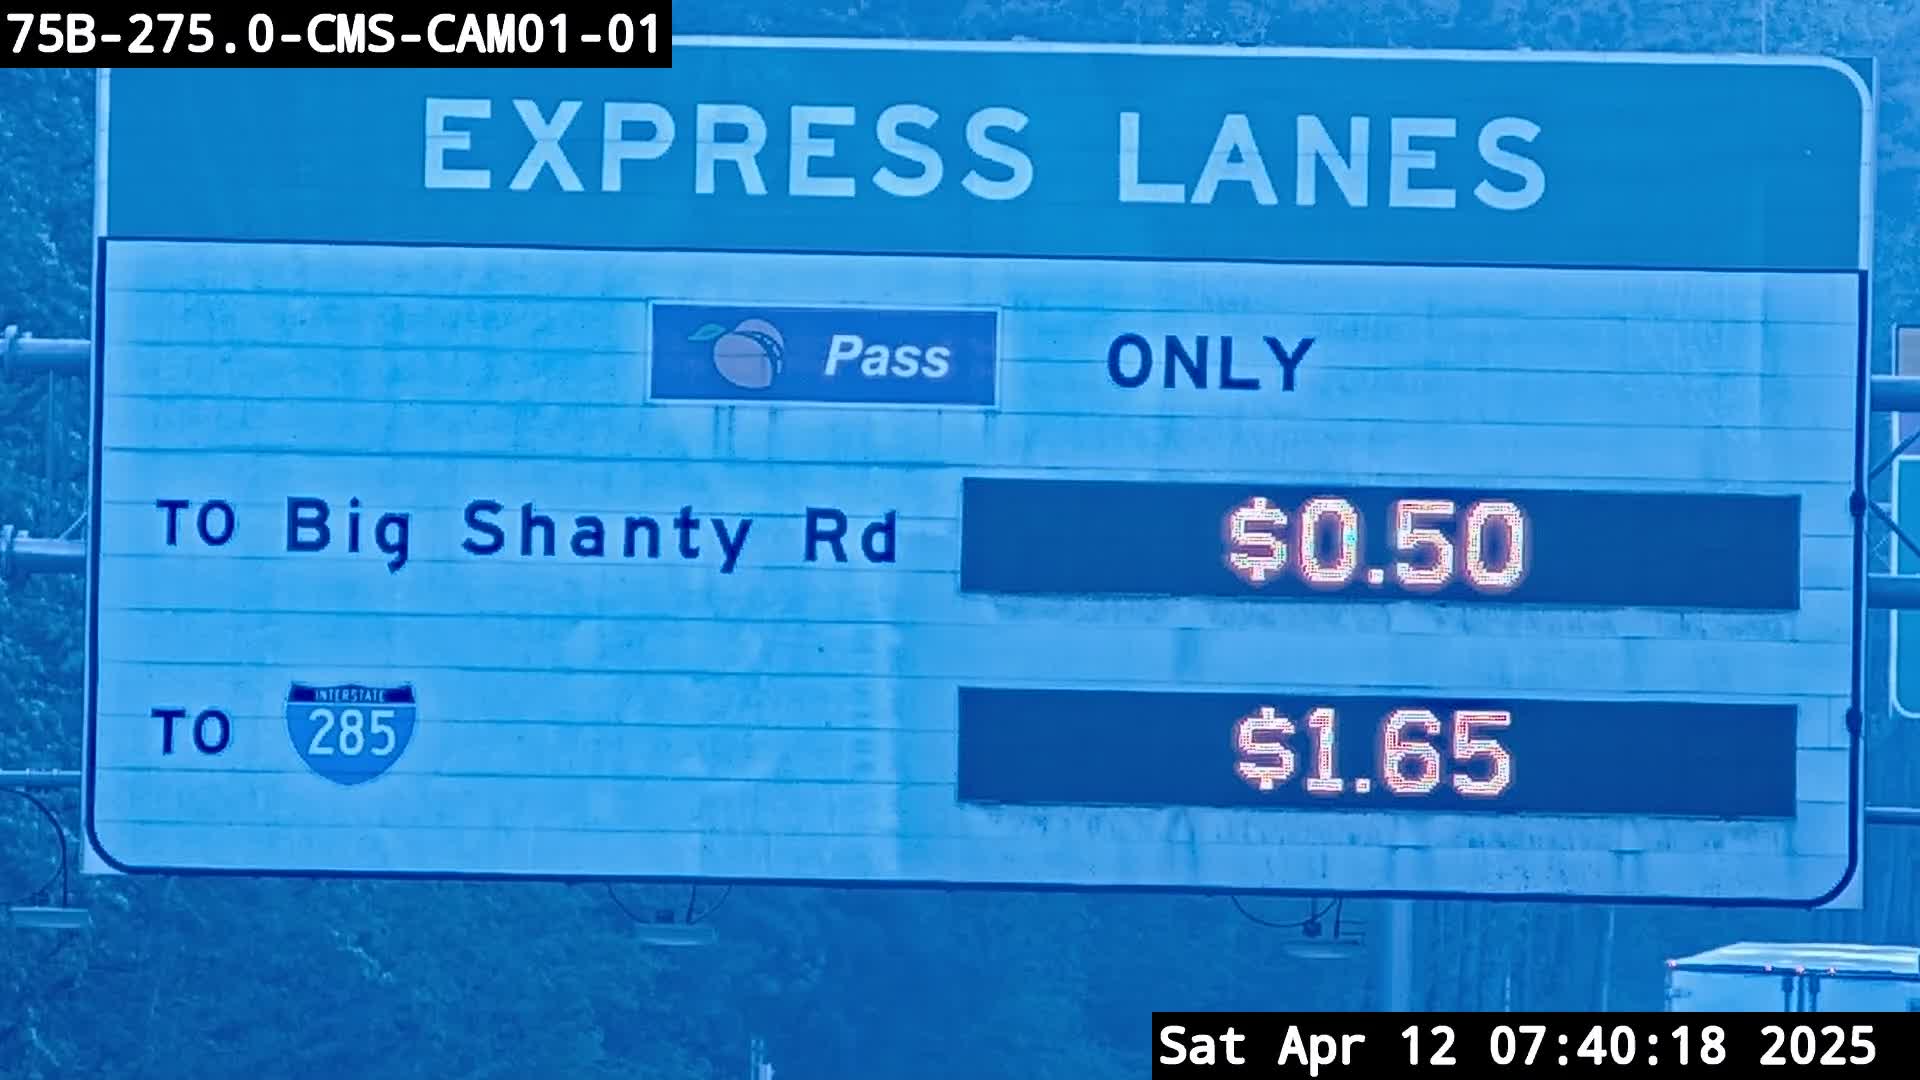 75B-275.0-CMS-CAM01-01
EXPRESS LANES
Pass ONLY
TO Big Shanty Rd $0.50
TO INTERSTATE 285 $1.65
Sat Apr 12 07:40:18 2025